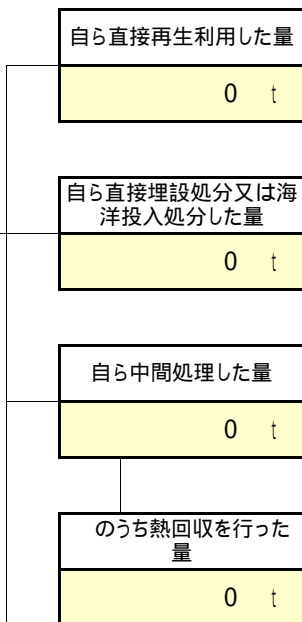 自ら直接再生利用した量
0 t
自ら直接埋設処分又は海
洋投入処分した量
0 t
自ら中間処理した量
0 t
のうち熱回収を行った
量
0 t